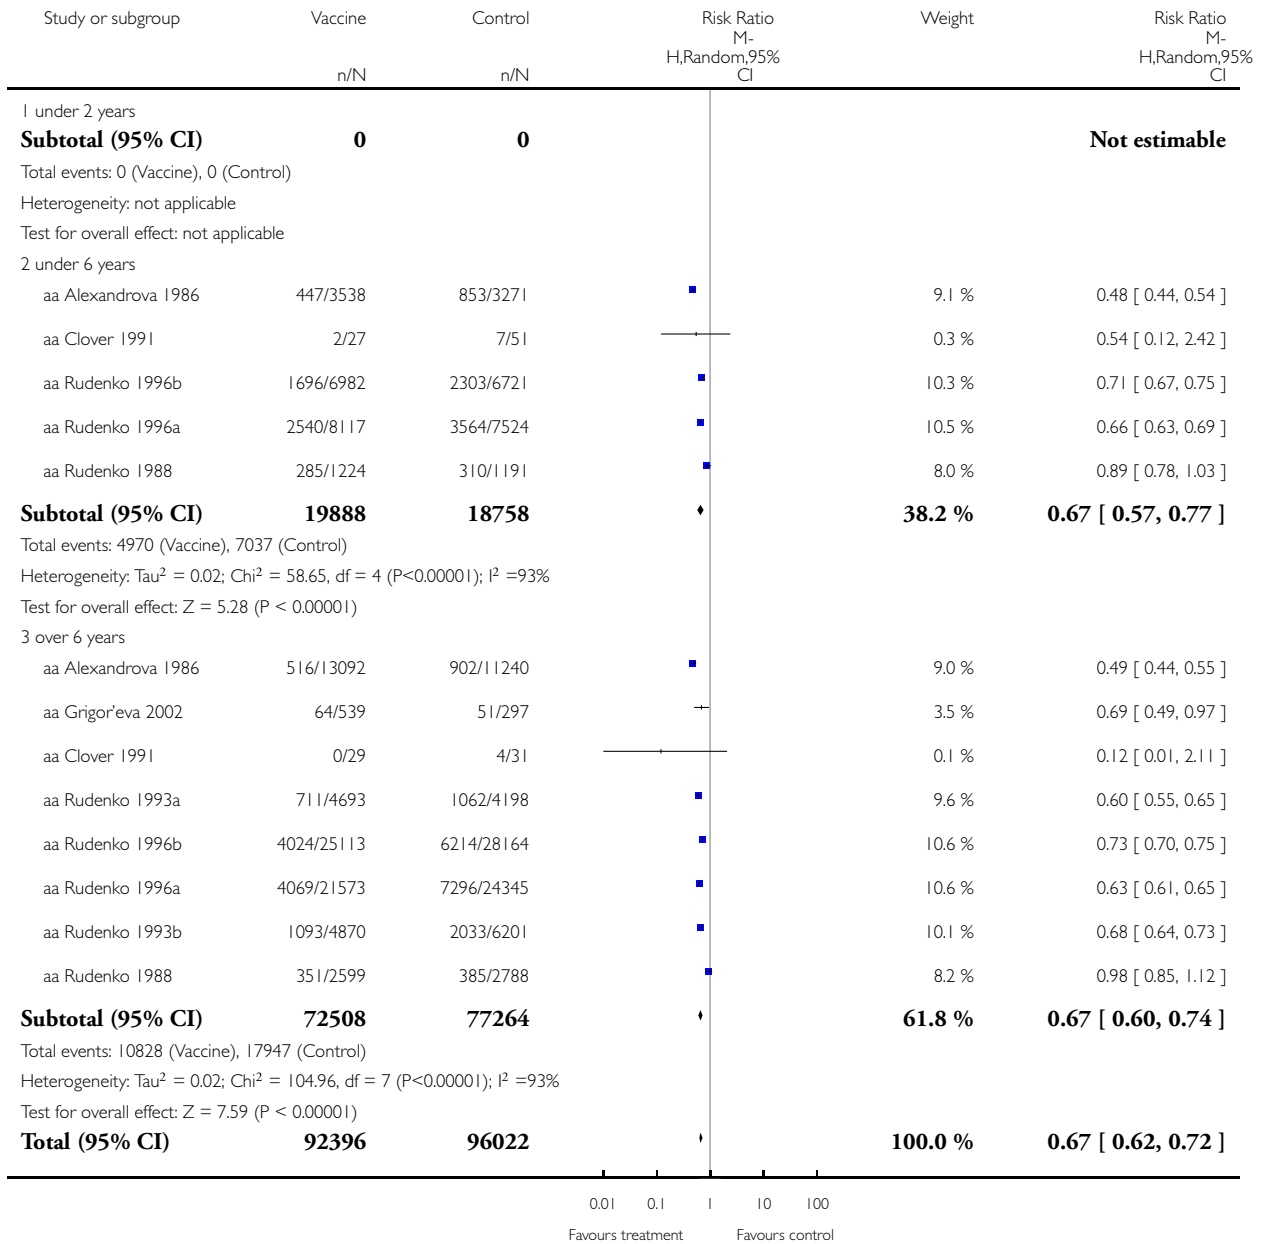 Study or subgroup Vaccine Control Risk Ratio Weight Risk Ratio
M- M-
H,Random,95% H,Random,95%
n/N n/N CI CI
1 under 2 years
Subtotal (95% CI) 0 0 Not estimable
Total events: 0 (Vaccine), 0 (Control)
Heterogeneity: not applicable
Test for overall effect: not applicable
2 under 6 years
aa Alexandrova 1986 447/3538 853/3271 9.1 % 0.48 [ 0.44, 0.54 ]
aa Clover 1991 2/27 7/51 0.3 % 0.54 [ 0.12, 2.42 ]
aa Rudenko 1996b 1696/6982 2303/6721 10.3 % 0.71 [ 0.67, 0.75 ]
aa Rudenko 1996a 2540/8117 3564/7524 10.5 % 0.66 [ 0.63, 0.69 ]
aa Rudenko 1988 285/1224 310/1191 8.0 % 0.89 [ 0.78, 1.03 ]
Subtotal (95% CI) 19888 18758 38.2 % 0.67 [ 0.57, 0.77 ]
Total events: 4970 (Vaccine), 7037 (Control)
Heterogeneity: Tau² = 0.02; Chi² = 58.65, df = 4 (P<0.00001); I² =93%
Test for overall effect: Z = 5.28 (P < 0.00001)
3 over 6 years
aa Alexandrova 1986 516/13092 902/11240 9.0 % 0.49 [ 0.44, 0.55 ]
aa Grigor'eva 2002 64/539 51/297 3.5 % 0.69 [ 0.49, 0.97 ]
aa Clover 1991 0/29 4/31 0.1 % 0.12 [ 0.01, 2.11 ]
aa Rudenko 1993a 711/4693 1062/4198 9.6 % 0.60 [ 0.55, 0.65 ]
aa Rudenko 1996b 4024/25113 6214/28164 10.6 % 0.73 [ 0.70, 0.75 ]
aa Rudenko 1996a 4069/21573 7296/24345 10.6 % 0.63 [ 0.61, 0.65 ]
aa Rudenko 1993b 1093/4870 2033/6201 10.1 % 0.68 [ 0.64, 0.73 ]
aa Rudenko 1988 351/2599 385/2788 8.2 % 0.98 [ 0.85, 1.12 ]
Subtotal (95% CI) 72508 77264 61.8 % 0.67 [ 0.60, 0.74 ]
Total events: 10828 (Vaccine), 17947 (Control)
Heterogeneity: Tau² = 0.02; Chi² = 104.96, df = 7 (P<0.00001); I² =93%
Test for overall effect: Z = 7.59 (P < 0.00001)
Total (95% CI) 92396 96022 100.0 % 0.67 [ 0.62, 0.72 ]
0.01 0.1 1 10 100
Favours treatment Favours control